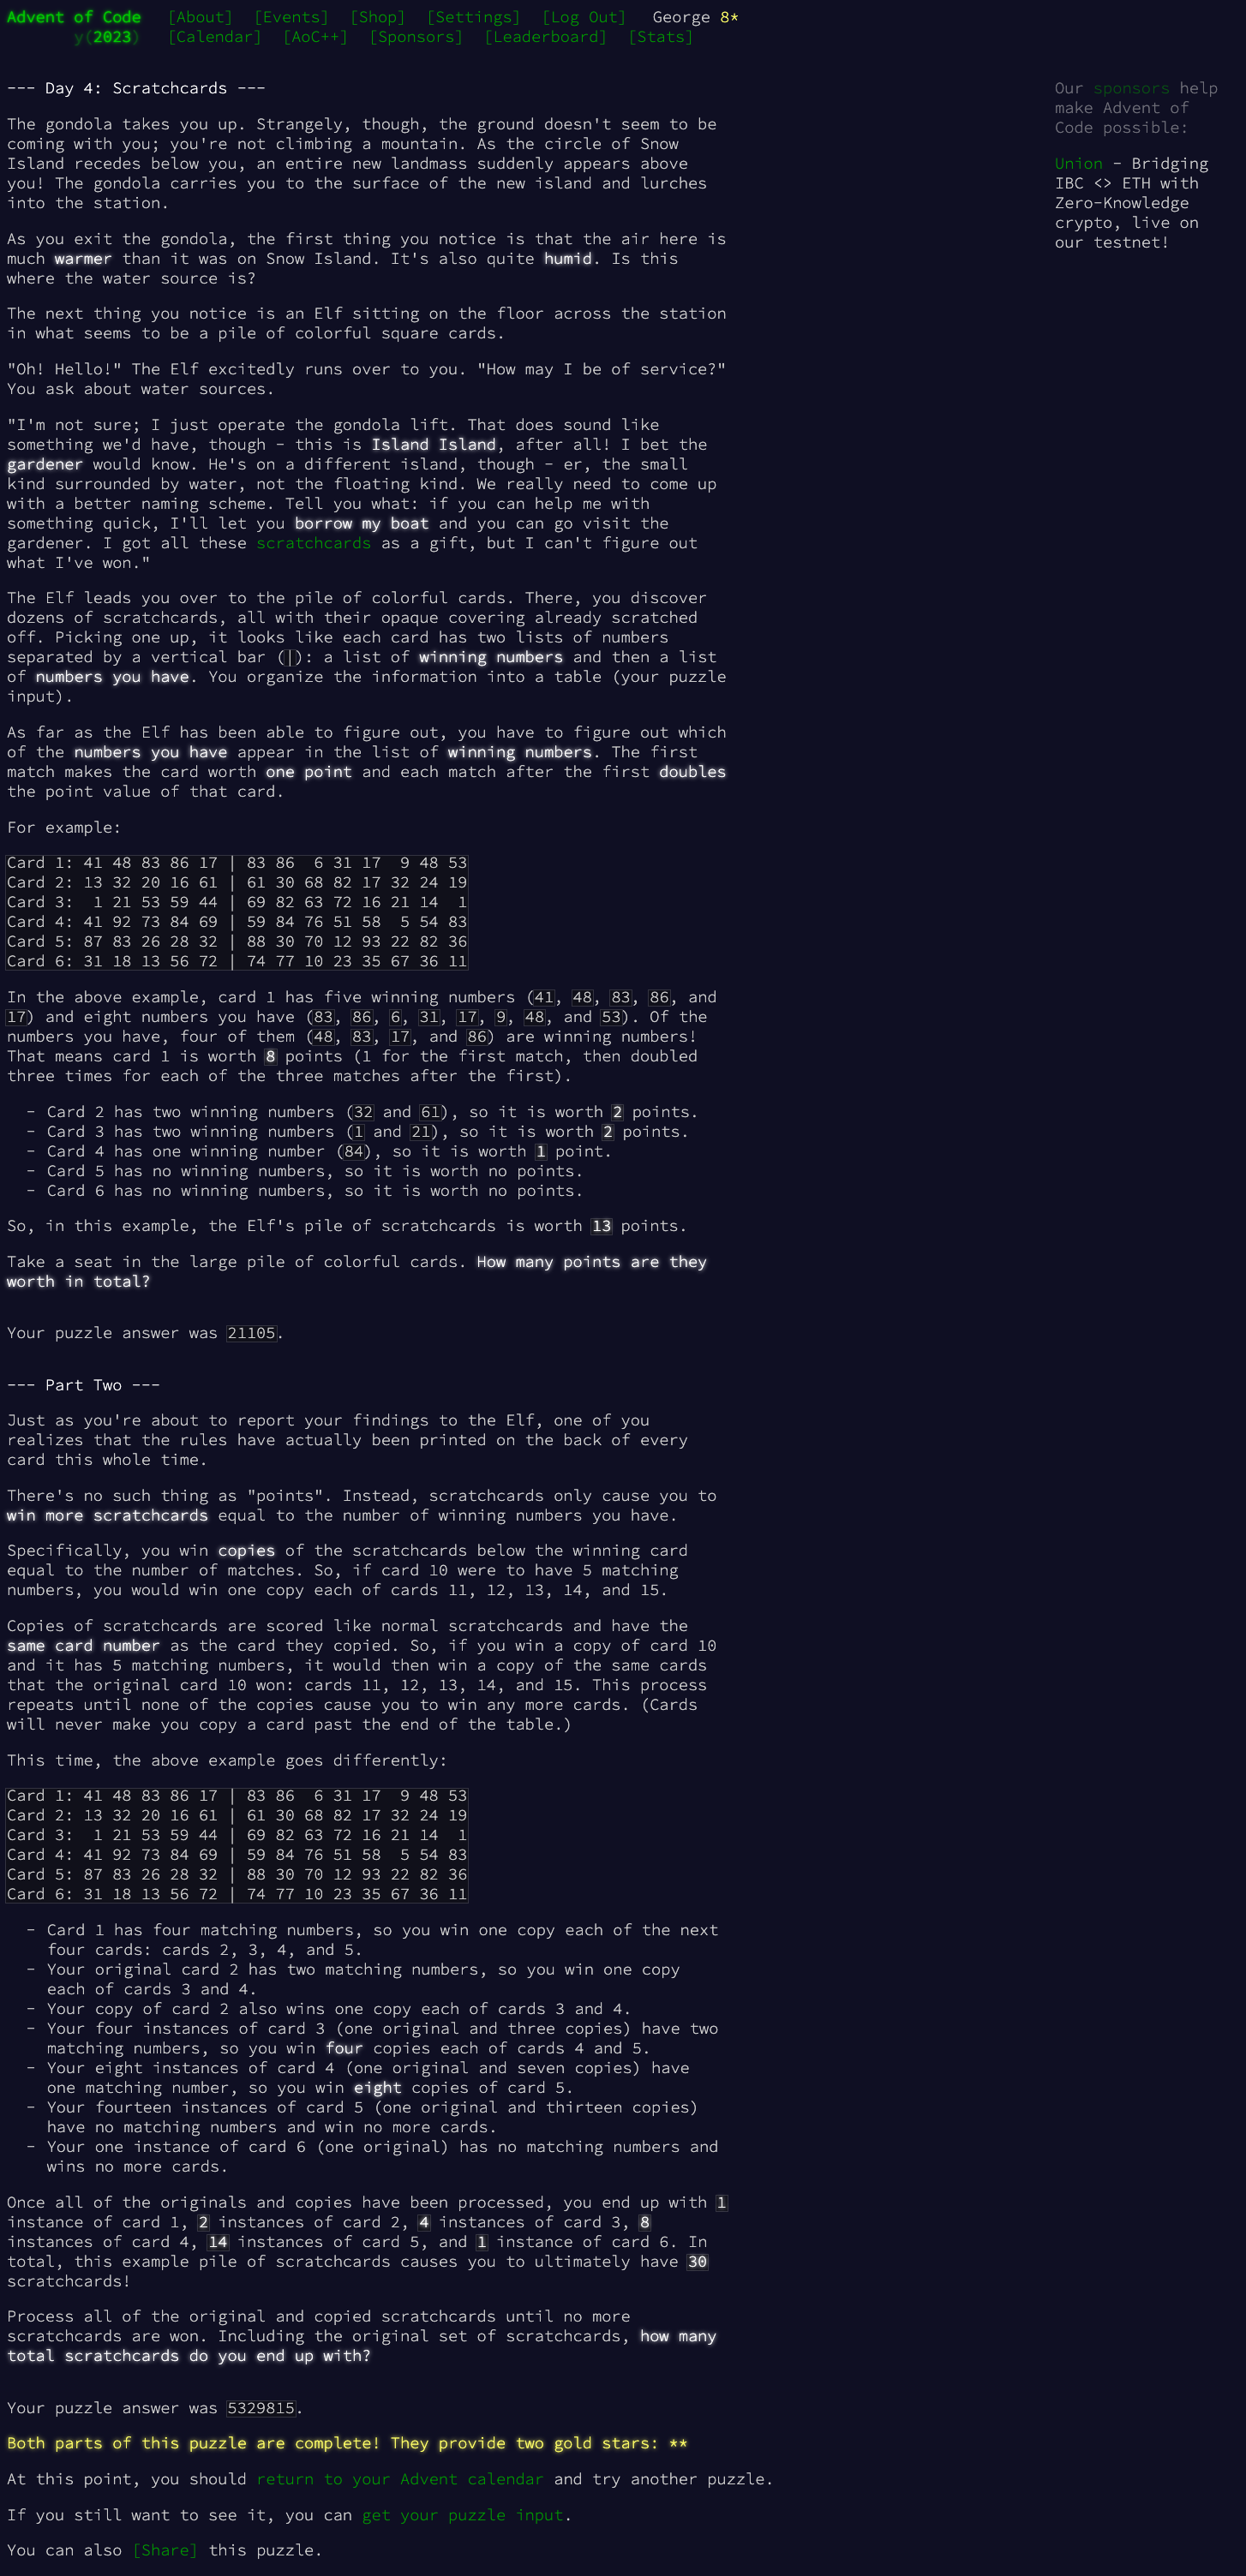 Advent of Code [About] [Events] [Shop] [Settings] [Log Out] George 8*
y(2023) [Calendar] [AoC++] [Sponsors] [Leaderboard] [Stats]
--- Day 4: Scratchcards ---
The gondola takes you up. Strangely, though, the ground doesn't seem to be
coming with you; you're not climbing a mountain. As the circle of Snow
Island recedes below you, an entire new landmass suddenly appears above
you! The gondola carries you to the surface of the new island and lurches
into the station.
As you exit the gondola, the first thing you notice is that the air here is
much warmer than it was on Snow Island. It's also quite humid. Is this
where the water source is?
The next thing you notice is an Elf sitting on the floor across the station
in what seems to be a pile of colorful square cards.
"Oh! Hello!" The Elf excitedly runs over to you. "How may I be of service?"
You ask about water sources.
"I'm not sure; I just operate the gondola lift. That does sound like
something we'd have, though - this is Island Island, after all! I bet the
gardener would know. He's on a different island, though - er, the small
kind surrounded by water, not the floating kind. We really need to come up
with a better naming scheme. Tell you what: if you can help me with
something quick, I'll let you borrow my boat and you can go visit the
gardener. I got all these scratchcards as a gift, but I can't figure out
what I've won."
The Elf leads you over to the pile of colorful cards. There, you discover
dozens of scratchcards, all with their opaque covering already scratched
off. Picking one up, it looks like each card has two lists of numbers
separated by a vertical bar (|): a list of winning numbers and then a list
of numbers you have. You organize the information into a table (your puzzle
input).
As far as the Elf has been able to figure out, you have to figure out which
of the numbers you have appear in the list of winning numbers. The first
match makes the card worth one point and each match after the first doubles
the point value of that card.
For example:
Card 1: 41 48 83 86 17 | 83 86  6 31 17  9 48 53
Card 2: 13 32 20 16 61 | 61 30 68 82 17 32 24 19
Card 3:  1 21 53 59 44 | 69 82 63 72 16 21 14  1
Card 4: 41 92 73 84 69 | 59 84 76 51 58  5 54 83
Card 5: 87 83 26 28 32 | 88 30 70 12 93 22 82 36
Card 6: 31 18 13 56 72 | 74 77 10 23 35 67 36 11
In the above example, card 1 has five winning numbers (41, 48, 83, 86, and
17) and eight numbers you have (83, 86, 6, 31, 17, 9, 48, and 53). Of the
numbers you have, four of them (48, 83, 17, and 86) are winning numbers!
That means card 1 is worth 8 points (1 for the first match, then doubled
three times for each of the three matches after the first).
- Card 2 has two winning numbers (32 and 61), so it is worth 2 points.
- Card 3 has two winning numbers (1 and 21), so it is worth 2 points.
- Card 4 has one winning number (84), so it is worth 1 point.
- Card 5 has no winning numbers, so it is worth no points.
- Card 6 has no winning numbers, so it is worth no points.
So, in this example, the Elf's pile of scratchcards is worth 13 points.
Take a seat in the large pile of colorful cards. How many points are they
worth in total?
Your puzzle answer was 21105.
--- Part Two ---
Just as you're about to report your findings to the Elf, one of you
realizes that the rules have actually been printed on the back of every
card this whole time.
There's no such thing as "points". Instead, scratchcards only cause you to
win more scratchcards equal to the number of winning numbers you have.
Specifically, you win copies of the scratchcards below the winning card
equal to the number of matches. So, if card 10 were to have 5 matching
numbers, you would win one copy each of cards 11, 12, 13, 14, and 15.
Copies of scratchcards are scored like normal scratchcards and have the
same card number as the card they copied. So, if you win a copy of card 10
and it has 5 matching numbers, it would then win a copy of the same cards
that the original card 10 won: cards 11, 12, 13, 14, and 15. This process
repeats until none of the copies cause you to win any more cards. (Cards
will never make you copy a card past the end of the table.)
This time, the above example goes differently:
Card 1: 41 48 83 86 17 | 83 86  6 31 17  9 48 53
Card 2: 13 32 20 16 61 | 61 30 68 82 17 32 24 19
Card 3:  1 21 53 59 44 | 69 82 63 72 16 21 14  1
Card 4: 41 92 73 84 69 | 59 84 76 51 58  5 54 83
Card 5: 87 83 26 28 32 | 88 30 70 12 93 22 82 36
Card 6: 31 18 13 56 72 | 74 77 10 23 35 67 36 11
- Card 1 has four matching numbers, so you win one copy each of the next
four cards: cards 2, 3, 4, and 5.
- Your original card 2 has two matching numbers, so you win one copy
each of cards 3 and 4.
- Your copy of card 2 also wins one copy each of cards 3 and 4.
- Your four instances of card 3 (one original and three copies) have two
matching numbers, so you win four copies each of cards 4 and 5.
- Your eight instances of card 4 (one original and seven copies) have
one matching number, so you win eight copies of card 5.
- Your fourteen instances of card 5 (one original and thirteen copies)
have no matching numbers and win no more cards.
- Your one instance of card 6 (one original) has no matching numbers and
wins no more cards.
Once all of the originals and copies have been processed, you end up with 1
instance of card 1, 2 instances of card 2, 4 instances of card 3, 8
instances of card 4, 14 instances of card 5, and 1 instance of card 6. In
total, this example pile of scratchcards causes you to ultimately have 30
scratchcards!
Process all of the original and copied scratchcards until no more
scratchcards are won. Including the original set of scratchcards, how many
total scratchcards do you end up with?
Your puzzle answer was 5329815.
Both parts of this puzzle are complete! They provide two gold stars: **
At this point, you should return to your Advent calendar and try another puzzle.
If you still want to see it, you can get your puzzle input.
You can also [Share] this puzzle.
Our sponsors help
make Advent of
Code possible:
Union - Bridging
IBC <> ETH with
Zero-Knowledge
crypto, live on
our testnet!